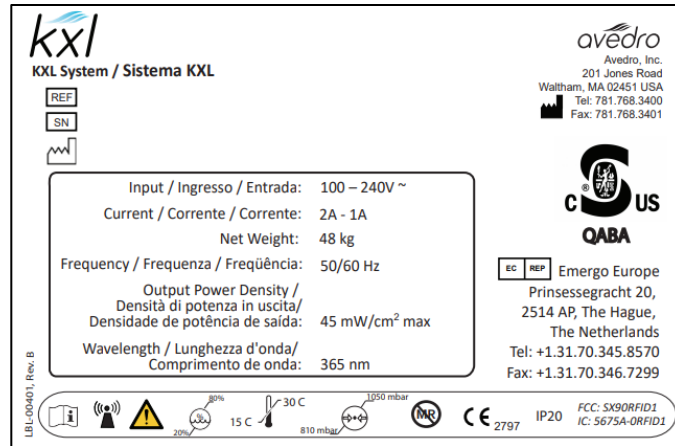 kxl
KXL System / Sistema KXL
REF
SN
avedro
Avedro, Inc.
201 Jones Road
Waltham, MA 02451 USA
Tel: 781.768.3400
Fax: 781.768.3401
Input / Ingresso / Entrada: 100 – 240V ~
Current / Corrente / Corrente: 2A - 1A
Net Weight: 48 kg
Frequency / Frequenza / Freqüência: 50/60 Hz
Output Power Density /
Densità di potenza in uscita/
Densidade de potência de saída: 45 mW/cm² max
Wavelength / Lunghezza d'onda/
Comprimento de onda: 365 nm
C S US
®
QABA
EC REP Emergo Europe
Prinsessegracht 20,
2514 AP, The Hague,
The Netherlands
Tel: +1.31.70.345.8570
Fax: +1.31.70.346.7299
LBL-00401, Rev. B
20% 80%
15 C 30 C
810 mbar 1050 mbar
MR
CE 2797
IP20
FCC: SX90RFID1
IC: 5675A-0RFID1